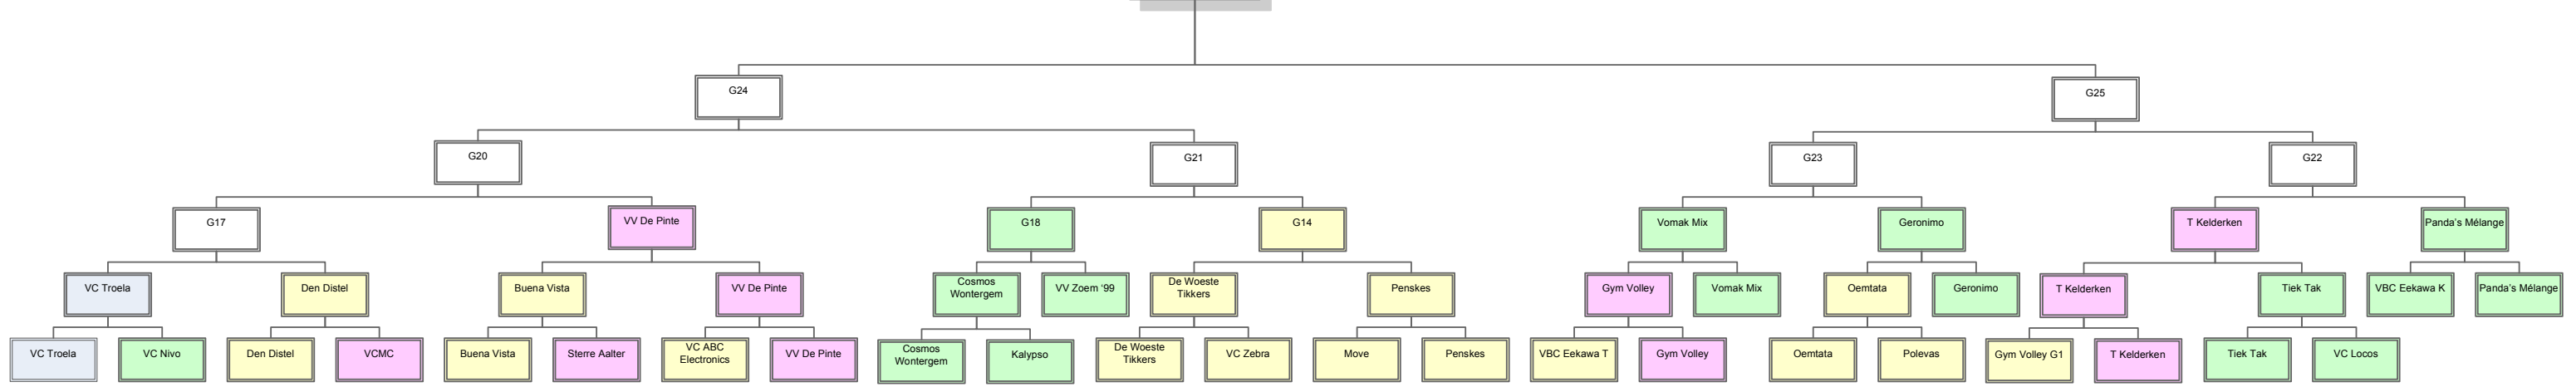 G24
G25
G20
G21
G23
G22
G17
VV De Pinte
G18
G14
Vomak Mix
Geronimo
T Kelderken
Panda's Mélange
VC Troela
Den Distel
Buena Vista
VV De Pinte
Cosmos
Wontergem
VV Zoem ‘99
De Woeste
Tikkers
Penskes
Gym Volley
Vomak Mix
Oemtata
Geronimo
T Kelderken
Tiek Tak
VBC Eekawa K
Panda's Mélange
VC Troela
VC Nivo
Den Distel
VCMC
Buena Vista
Sterre Aalter
VC ABC
Electronics
VV De Pinte
Cosmos
Wontergem
Kalypso
De Woeste
Tikkers
VC Zebra
Move
Penskes
VBC Eekawa T
Gym Volley
Oemtata
Polevas
Gym Volley G1
T Kelderken
Tiek Tak
VC Locos